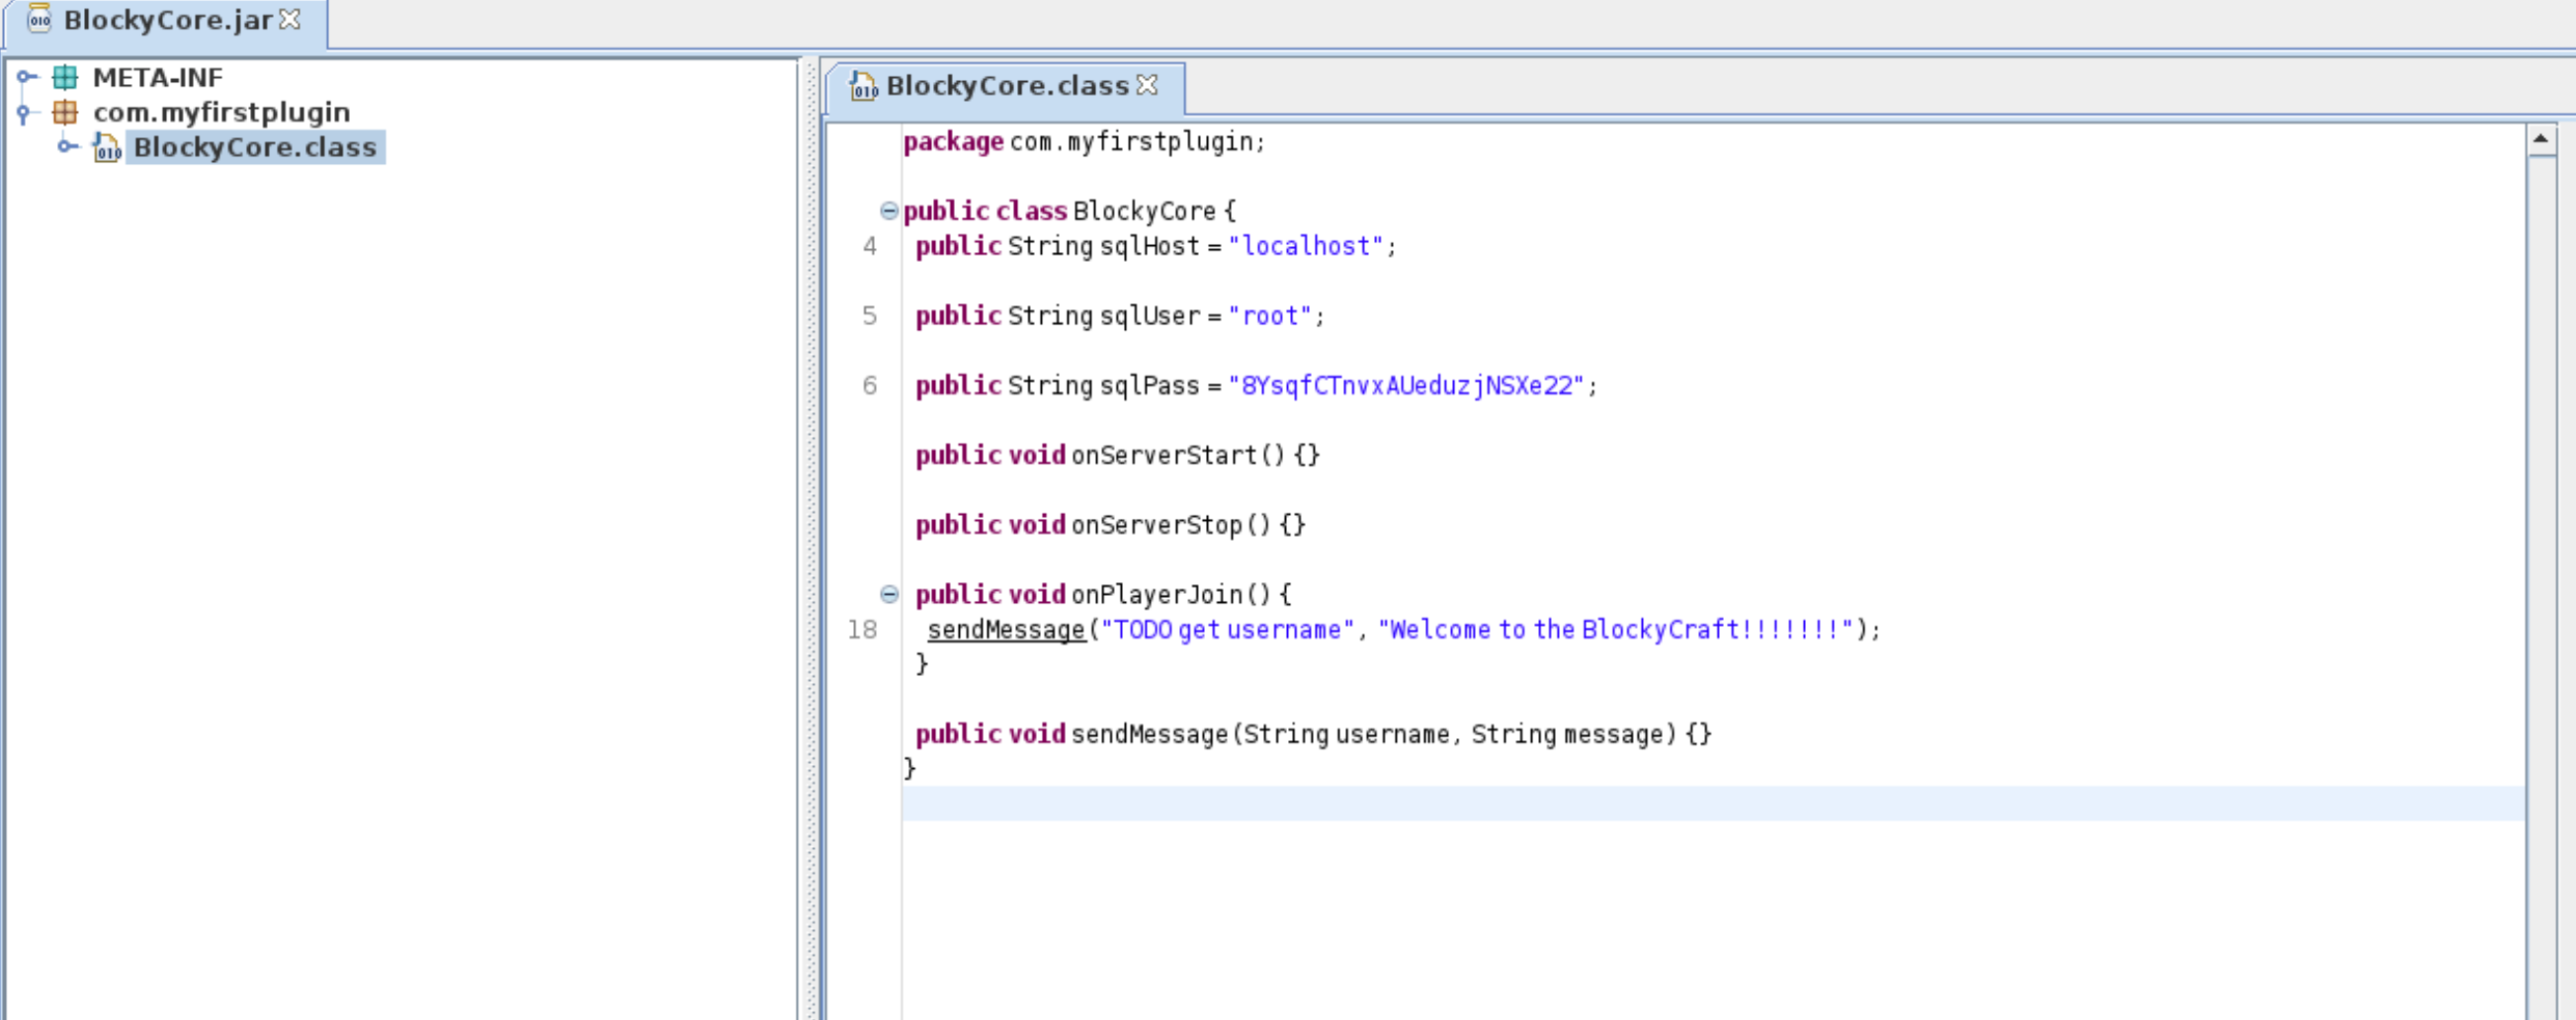 BlockyCore.jar
META-INF
com.myfirstplugin
BlockyCore.class
BlockyCore.class
package com.myfirstplugin;
public class BlockyCore {
4 public String sqlHost = "localhost";
5 public String sqlUser = "root";
6 public String sqlPass = "8YsqfCTnvxAUeduzjNSXe22";
public void onServerStart() {}
public void onServerStop() {}
public void onPlayerJoin() {
18 sendMessage("TODO get username", "Welcome to the BlockyCraft!!!!!!!");
}
public void sendMessage(String username, String message) {}
}